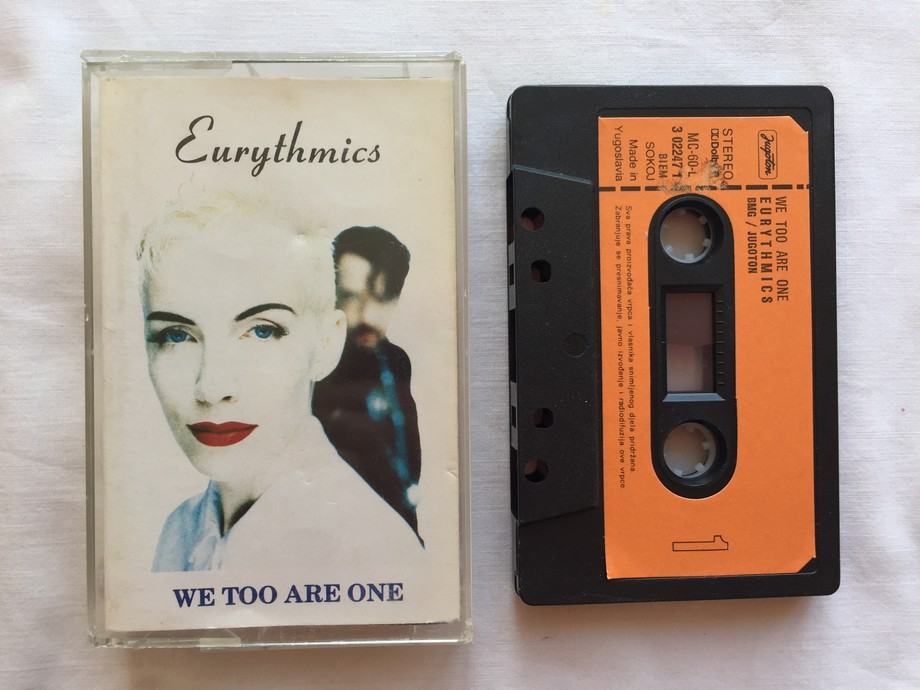 Eurythmics
WE TOO ARE ONE
Jugoton
STEREO
DOLBY
MC-60-L
3 02247 1
BIEM
SOKOJ
Made in
Yugoslavia
WE TOO ARE ONE
EURYTHMICS
BMG / JUGOTON
Sva prava proizvođača vrpca i vlasnika snimljenog djela pridržana.
Zabranjuje se presnimavanje, javno izvođenje i radiodifuzija ove vrpce
1